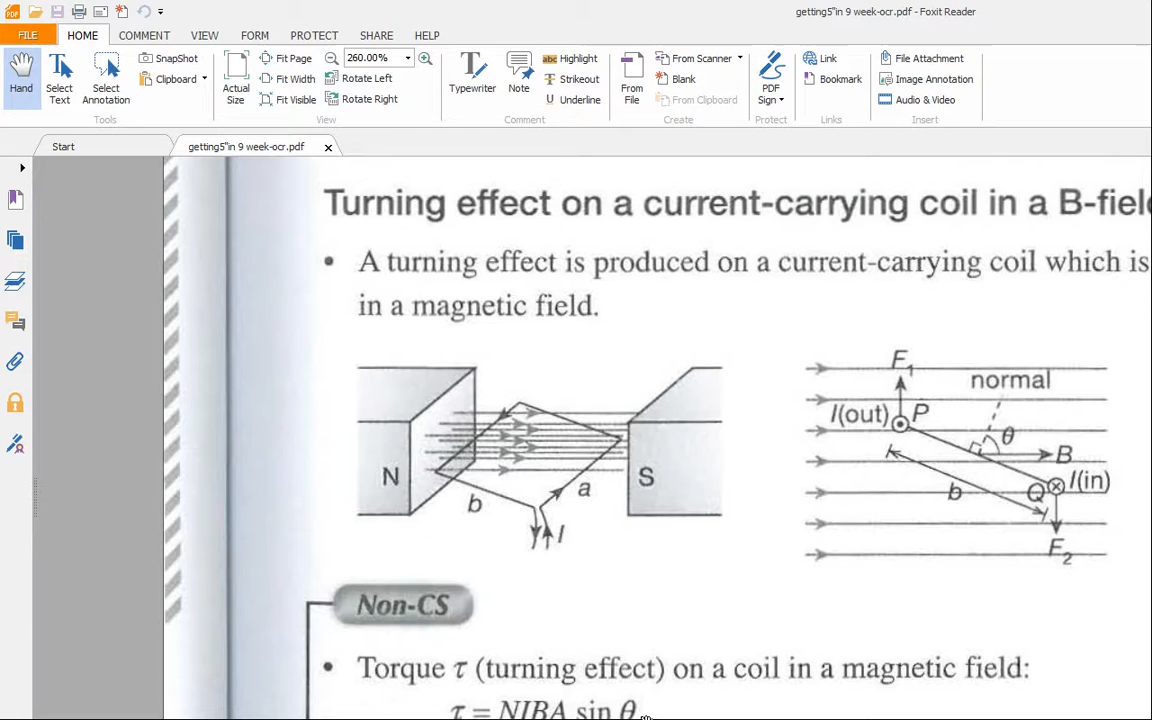 getting5"in 9 week-ocr.pdf - Foxit Reader
FILE HOME COMMENT VIEW FORM PROTECT SHARE HELP
Hand
Select Text
Select Annotation
SnapShot
Clipboard
Tools
Actual Size
Fit Page
Fit Width
Fit Visible
260.00%
Rotate Left
Rotate Right
View
Typewriter
Note
Highlight
Strikeout
Underline
Comment
From File
From Scanner
Blank
From Clipboard
Create
PDF Sign
Protect
Link
Bookmark
Links
File Attachment
Image Annotation
Audio & Video
Insert
Start
getting5"in 9 week-ocr.pdf
Turning effect on a current-carrying coil in a B-fiel
• A turning effect is produced on a current-carrying coil which is
in a magnetic field.
N
S
b
a
I
F₁
normal
I(out) P
θ
B
b
Q I(in)
F₂
Non-CS
• Torque τ (turning effect) on a coil in a magnetic field:
τ = NIBA sin θ